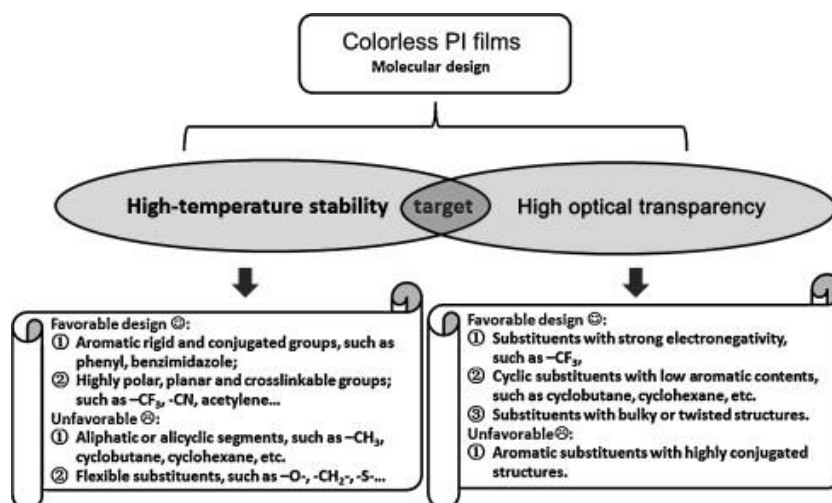 Colorless PI films
Molecular design
High-temperature stability
target
High optical transparency
Favorable design ☺:
① Aromatic rigid and conjugated groups, such as
phenyl, benzimidazole;
② Highly polar, planar and crosslinkable groups;
such as –CF₃, -CN, acetylene...
Unfavorable ☹:
① Aliphatic or alicyclic segments, such as –CH₃,
cyclobutane, cyclohexane, etc.
② Flexible substituents, such as –O-, -CH₂-, -S-...
Favorable design ☺:
① Substituents with strong electronegativity,
such as –CF₃,
② Cyclic substituents with low aromatic contents,
such as cyclobutane, cyclohexane, etc.
③ Substituents with bulky or twisted structures.
Unfavorable☹:
① Aromatic substituents with highly conjugated
structures.